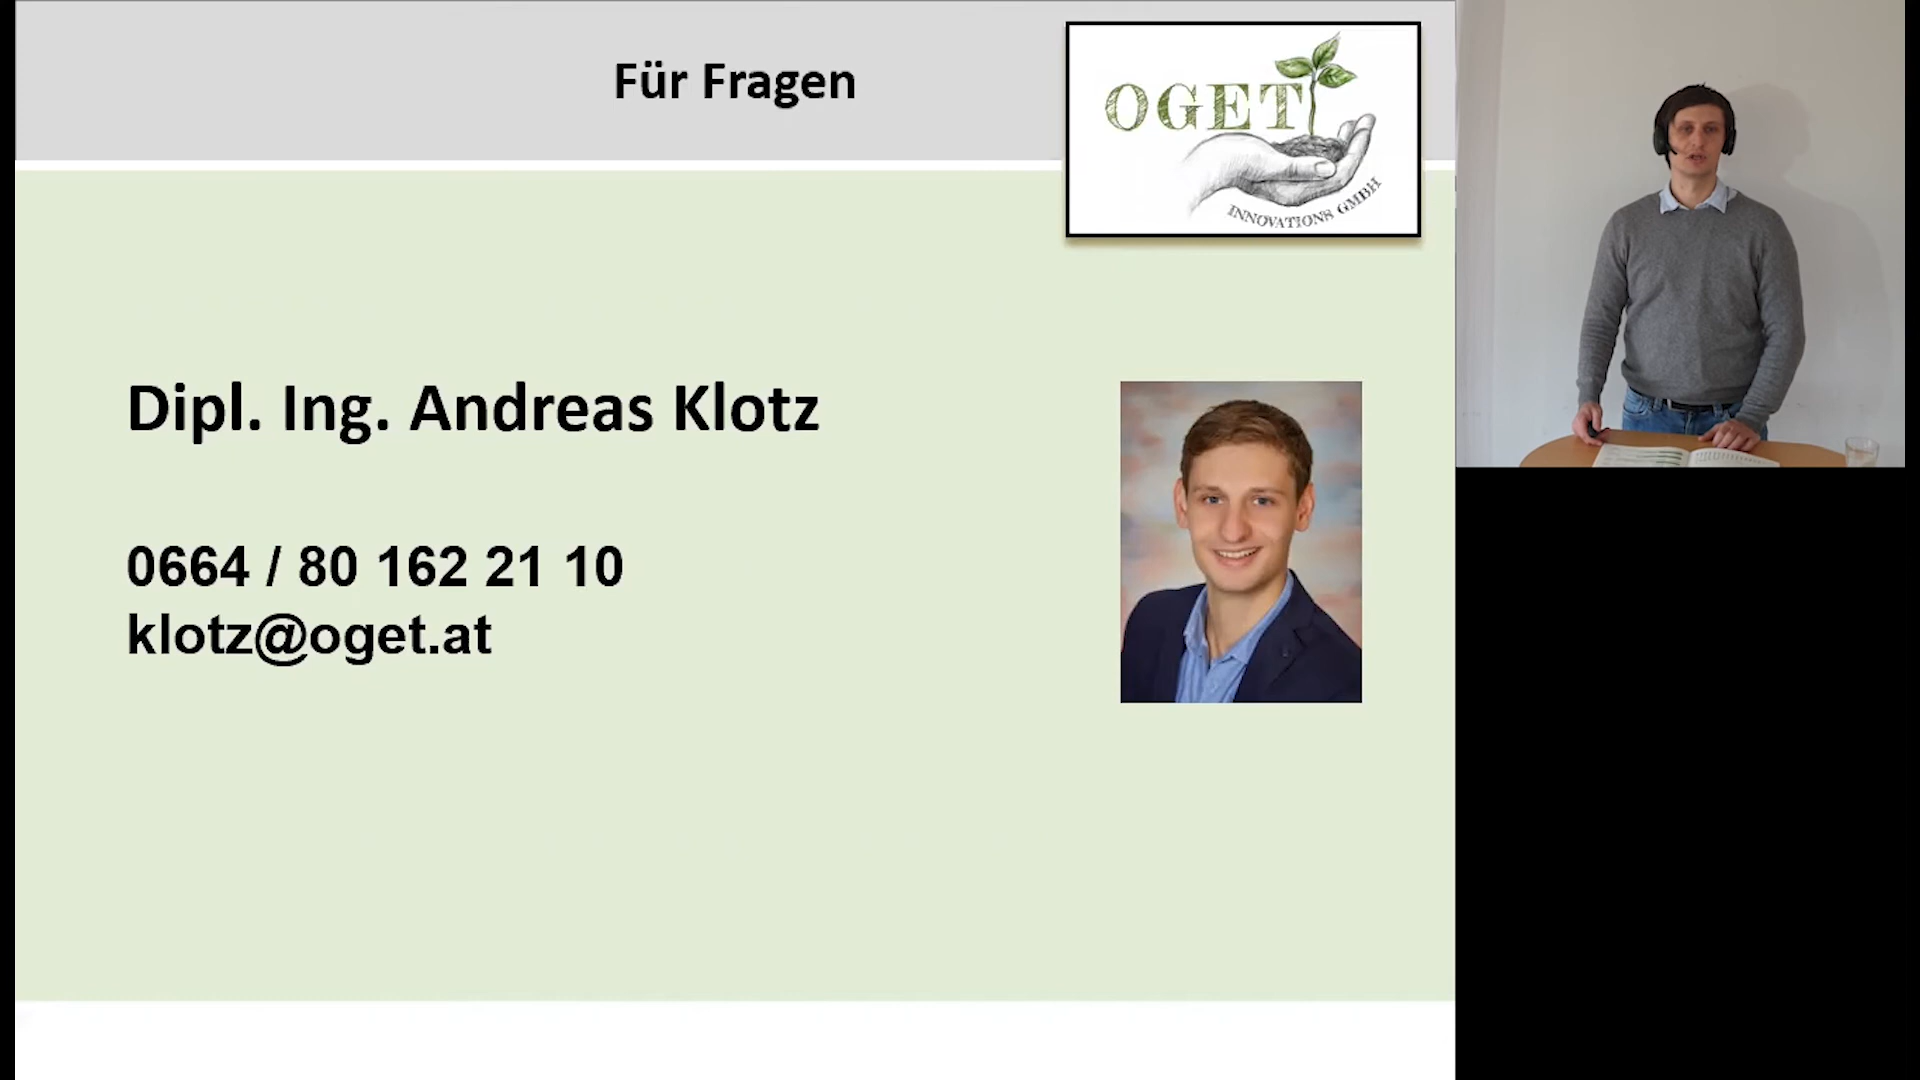 Für Fragen
OGET
INNOVATIONS GMBH
Dipl. Ing. Andreas Klotz
0664 / 80 162 21 10
klotz@oget.at